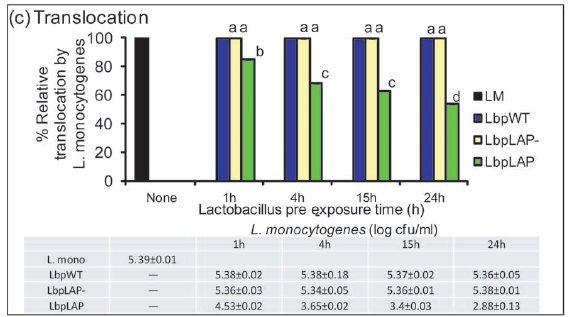 (c) Translocation
% Relative
translocation by
L. monocytogenes
100
80
60
40
20
0
a a
b
a a
c
a a
c
a a
d
LM
LbpWT
LbpLAP-
LbpLAP
None 1h 4h 15h 24h
Lactobacillus pre exposure time (h)
L. monocytogenes (log cfu/ml)
1h 4h 15h 24h
L. mono 5.39±0.01
LbpWT — 5.38±0.02 5.38±0.18 5.37±0.02 5.36±0.05
LbpLAP- — 5.36±0.03 5.34±0.05 5.36±0.01 5.38±0.01
LbpLAP — 4.53±0.02 3.65±0.02 3.4±0.03 2.88±0.13